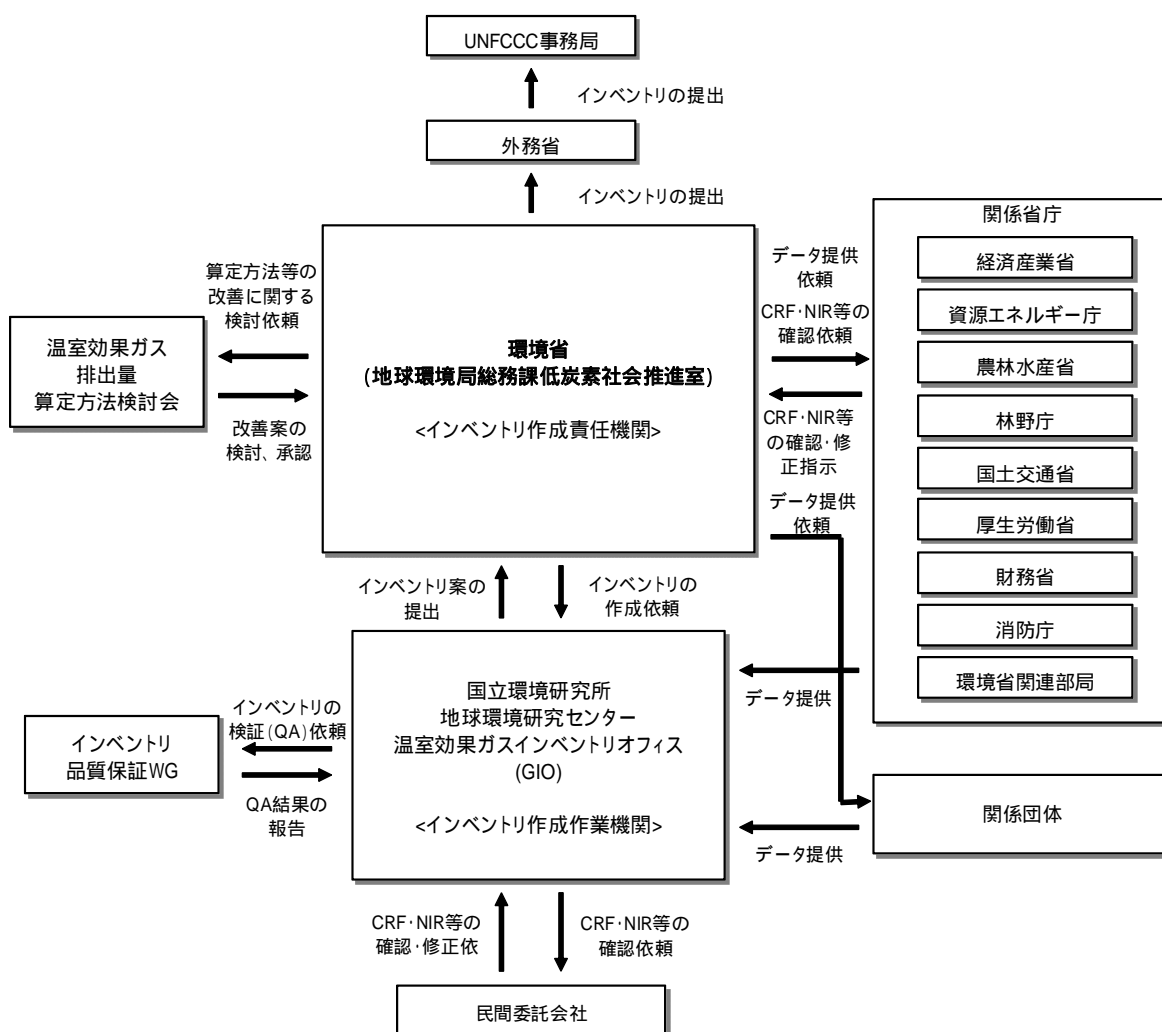 UNFCCC事務局
インベントリの提出
外務省
インベントリの提出
環境省
(地球環境局総務課低炭素社会推進室)
<インベントリ作成責任機関>
算定方法等の
改善に関する
検討依頼
温室効果ガス
排出量
算定方法検討会
改善案の
検討、承認
データ提供
依頼
CRF・NIR等の
確認依頼
CRF・NIR等
の確認・修
正指示
データ提供
依頼
関係省庁
経済産業省
資源エネルギー庁
農林水産省
林野庁
国土交通省
厚生労働省
財務省
消防庁
環境省関連部局
インベントリ案の
提出
インベントリの
作成依頼
国立環境研究所
地球環境研究センター
温室効果ガスインベントリオフィス
(GIO)
<インベントリ作成作業機関>
インベントリの
検証(QA)依頼
インベントリ
品質保証WG
QA結果の
報告
データ提供
関係団体
データ提供
CRF・NIR等の
確認・修正依
CRF・NIR等の
確認依頼
民間委託会社